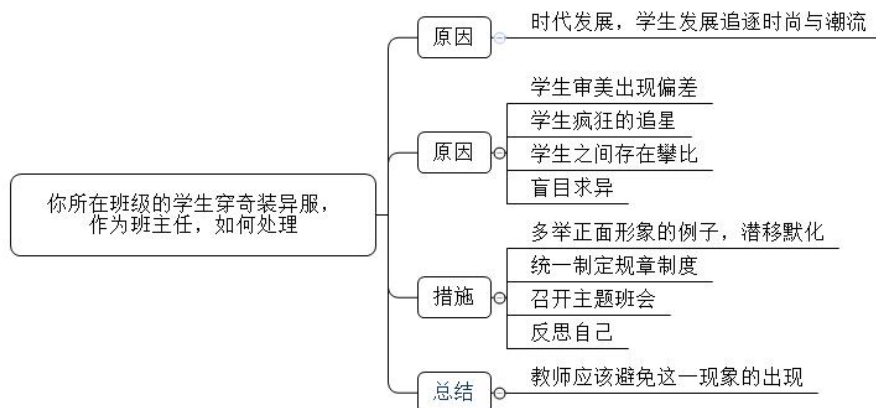 你所在班级的学生穿奇装异服，
作为班主任，如何处理
原因
时代发展，学生发展追逐时尚与潮流
原因
学生审美出现偏差
学生疯狂的追星
学生之间存在攀比
盲目求异
措施
多举正面形象的例子，潜移默化
统一制定规章制度
召开主题班会
反思自己
总结
教师应该避免这一现象的出现